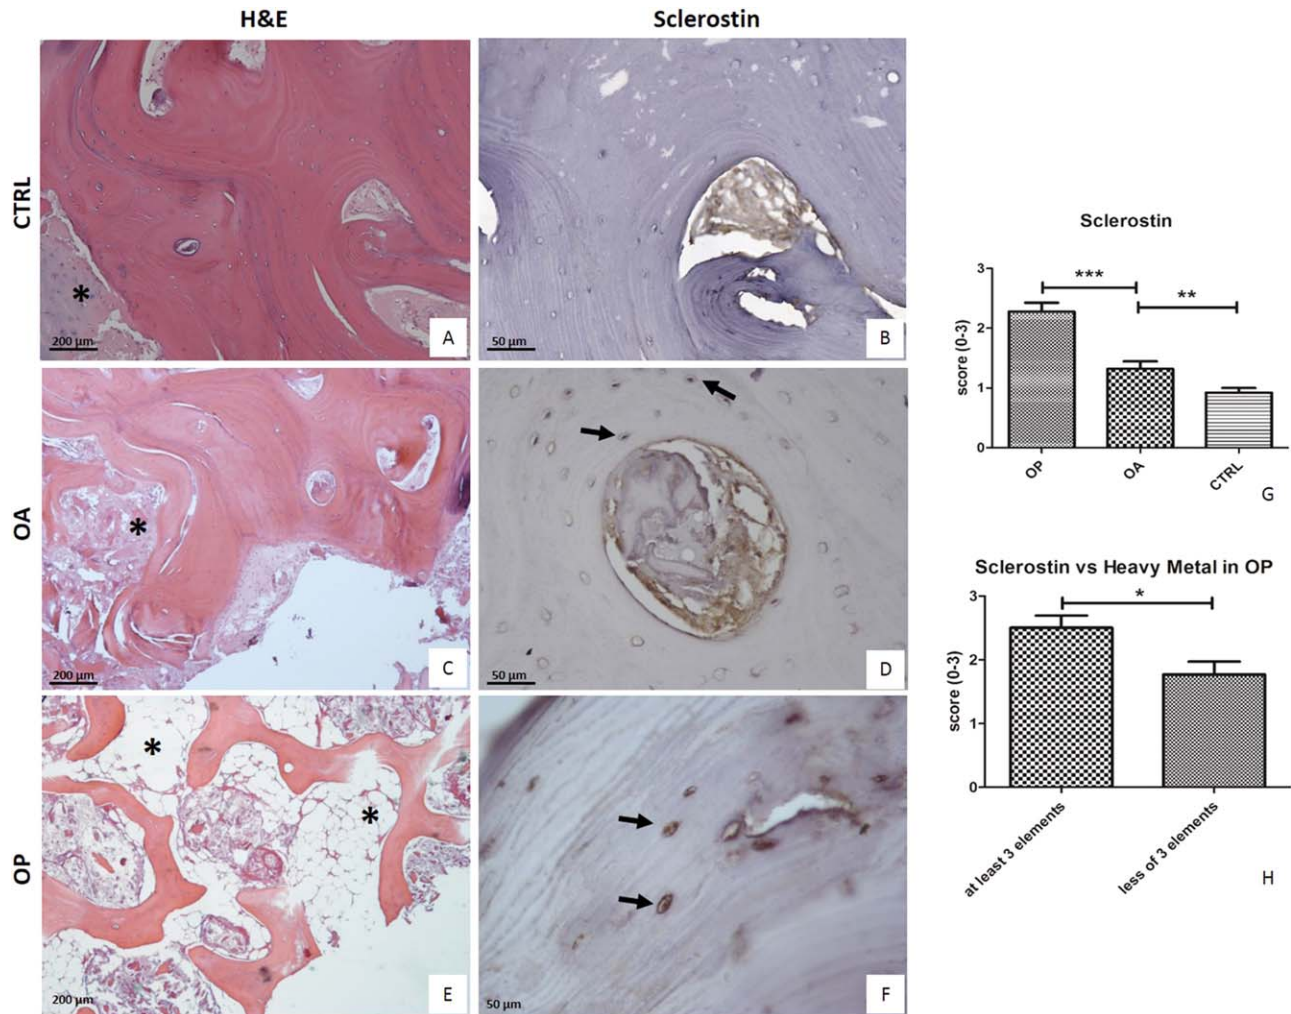 H&E
Sclerostin
CTRL
*
200 µm
A
50 µm
B
OA
*
200 µm
C
50 µm
D
OP
*
*
200 µm
E
50 µm
F
Sclerostin
score (0-3)
3
2
1
0
***
**
OP
OA
CTRL
G
Sclerostin vs Heavy Metal in OP
score (0-3)
3
2
1
0
*
at least 3 elements
less of 3 elements
H